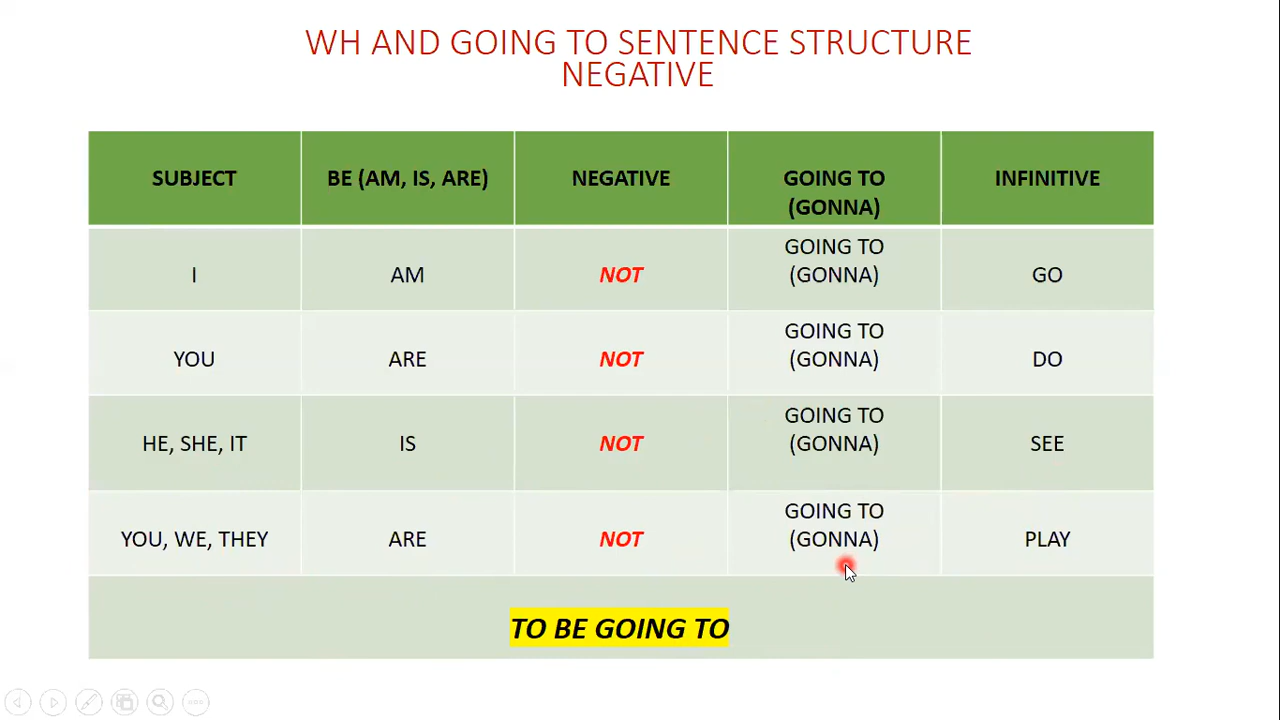 WH AND GOING TO SENTENCE STRUCTURE
NEGATIVE
SUBJECT
BE (AM, IS, ARE)
NEGATIVE
GOING TO
(GONNA)
INFINITIVE
I
AM
NOT
GOING TO
(GONNA)
GO
YOU
ARE
NOT
GOING TO
(GONNA)
DO
HE, SHE, IT
IS
NOT
GOING TO
(GONNA)
SEE
YOU, WE, THEY
ARE
NOT
GOING TO
(GONNA)
PLAY
TO BE GOING TO